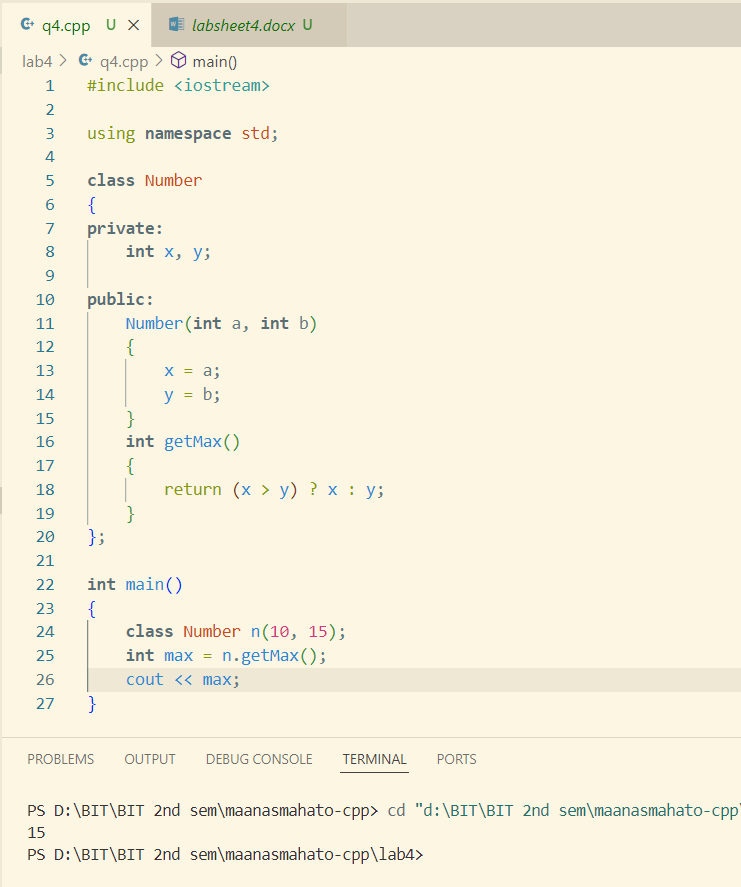 q4.cpp U labsheet4.docx U
lab4 > q4.cpp > main()
1 #include <iostream>
2
3 using namespace std;
4
5 class Number
6 {
7 private:
8     int x, y;
9
10 public:
11     Number(int a, int b)
12     {
13         x = a;
14         y = b;
15     }
16     int getMax()
17     {
18         return (x > y) ? x : y;
19     }
20 };
21
22 int main()
23 {
24     class Number n(10, 15);
25     int max = n.getMax();
26     cout << max;
27 }
PROBLEMS OUTPUT DEBUG CONSOLE TERMINAL PORTS
PS D:\BIT\BIT 2nd sem\maanasmahato-cpp> cd "d:\BIT\BIT 2nd sem\maanasmahato-cpp\
15
PS D:\BIT\BIT 2nd sem\maanasmahato-cpp\lab4>